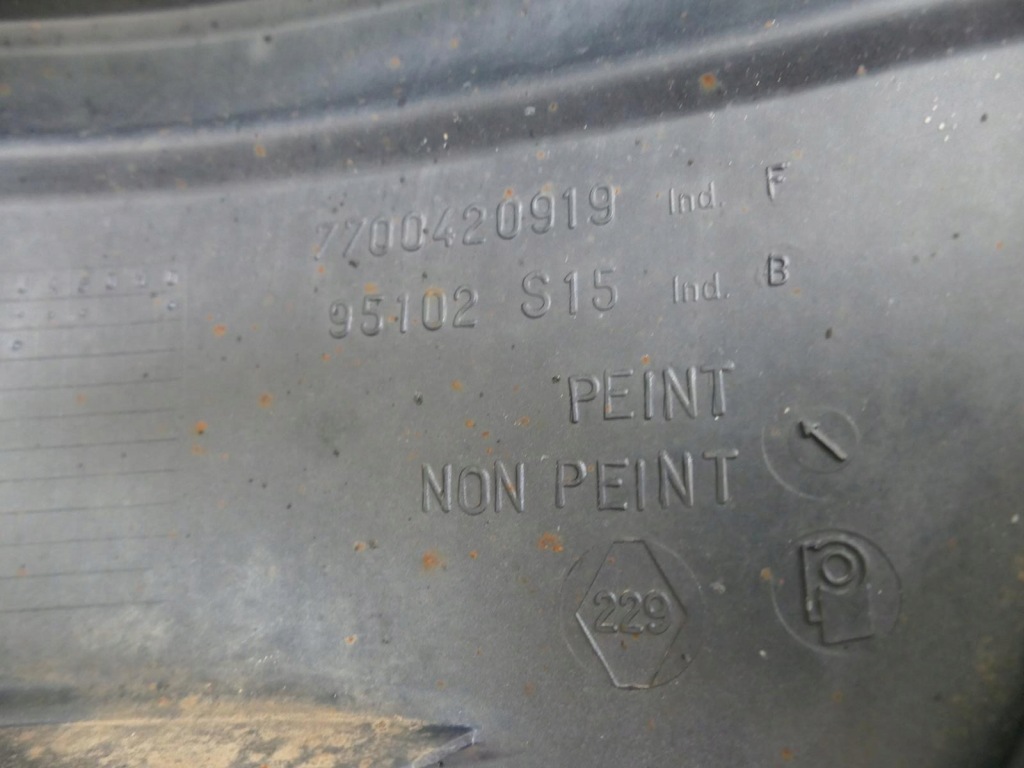 7700420919 Ind. F
95102 S15 Ind. B
PEINT
NON PEINT
229